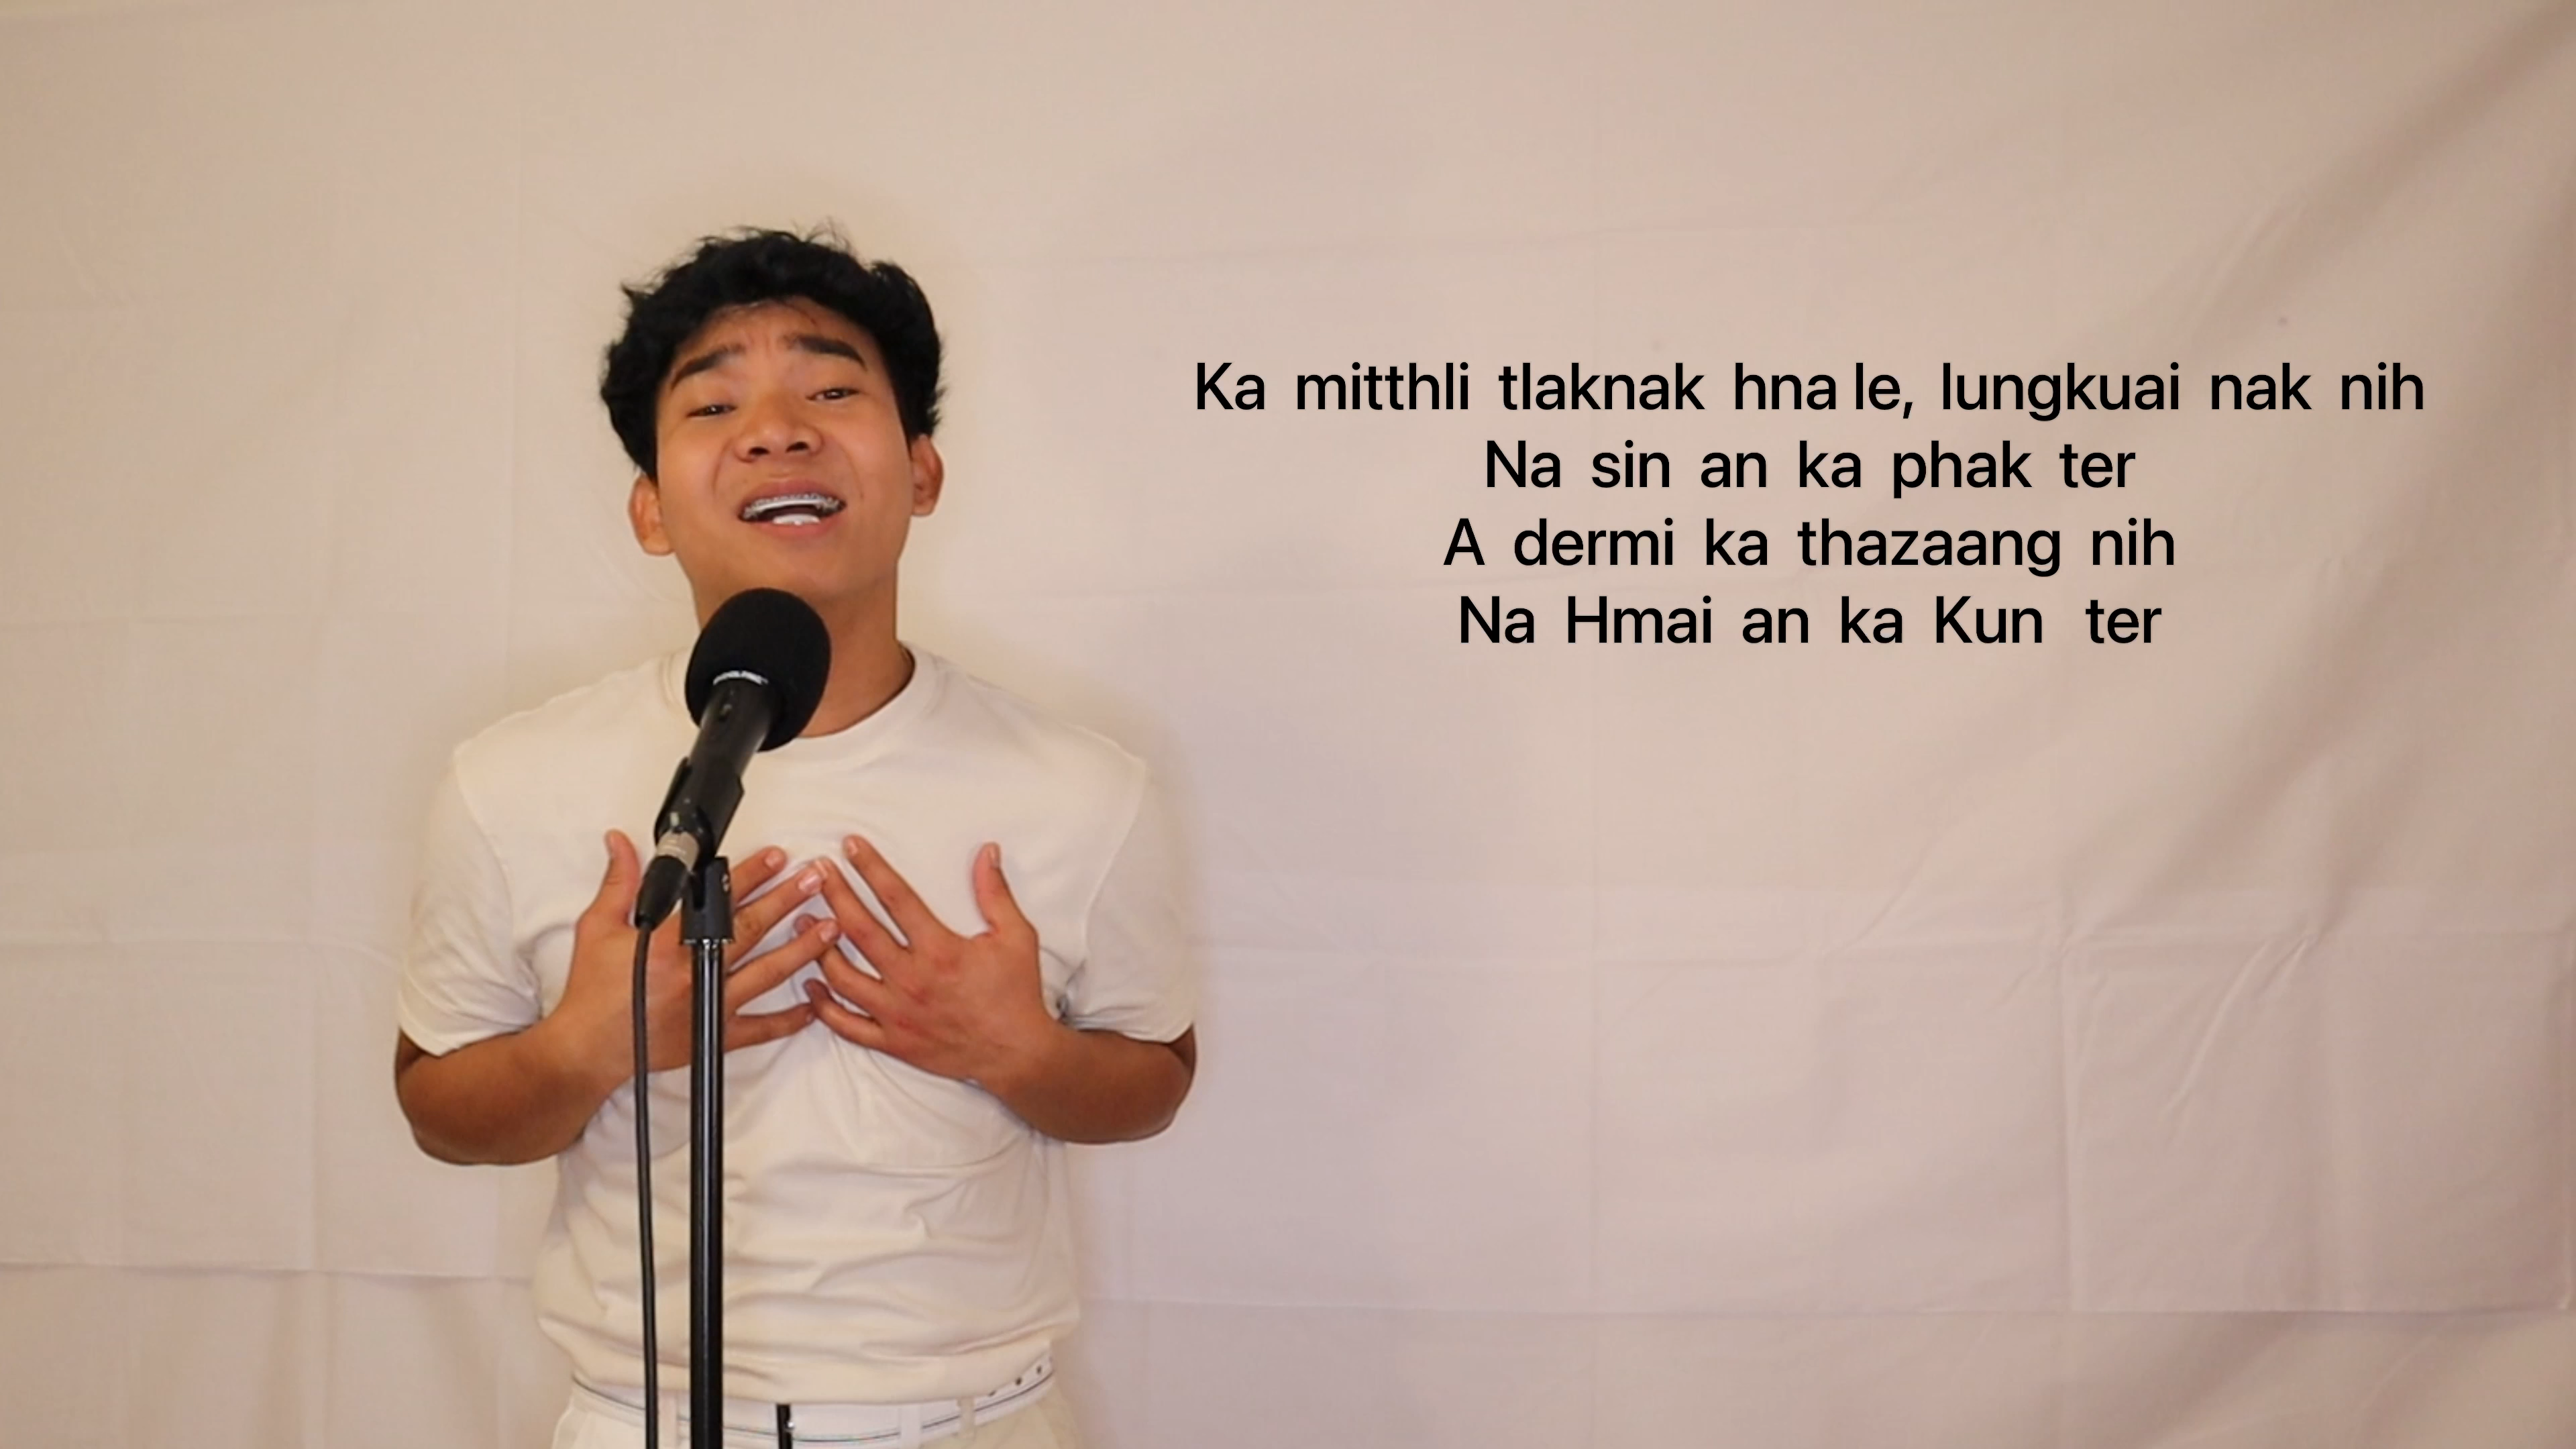 Ka mitthli tlaknak hna le, lungkuai nak nih
Na sin an ka phak ter
A dermi ka thazaang nih
Na Hmai an ka Kun ter